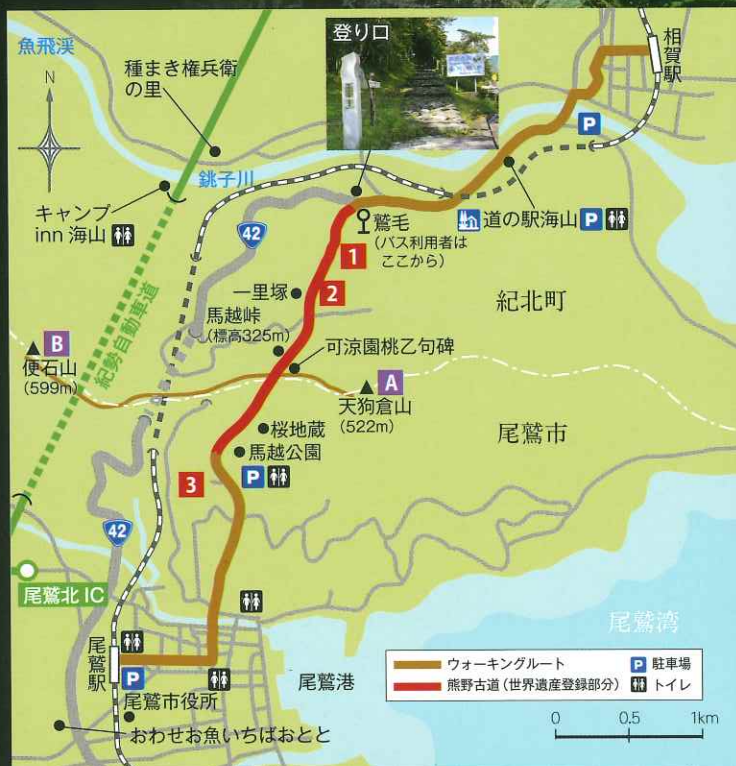 魚飛渓
N
種まき権兵衛
の里
登り口
相賀駅
P
銚子川
キャンプ
inn 海山
42
鷲毛
(バス利用者は
ここから)
道の駅海山 P
1
一里塚
2
紀北町
馬越峠
(標高325m)
可涼園桃乙句碑
紀勢自動車道
B
便石山
(599m)
A
天狗倉山
(522m)
尾鷲市
桜地蔵
馬越公園
P
3
42
尾鷲北 IC
尾鷲湾
尾鷲駅
P
尾鷲市役所
尾鷲港
おわせお魚いちばおとと
ウォーキングルート
P 駐車場
熊野古道(世界遺産登録部分)
トイレ
0 0.5 1km